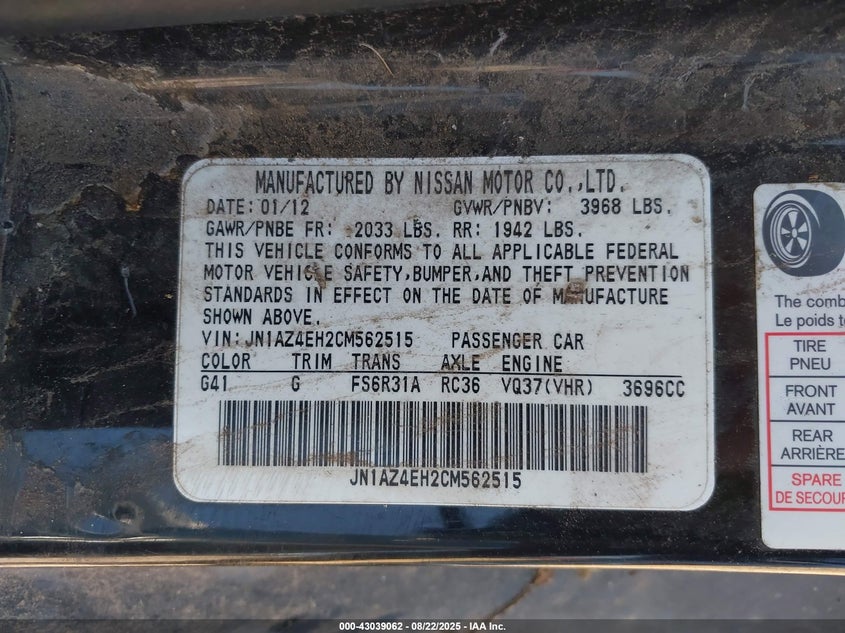 MANUFACTURED BY NISSAN MOTOR CO.,LTD.
DATE: 01/12 GVWR/PNBV: 3968 LBS.
GAWR/PNBE FR: 2033 LBS. RR: 1942 LBS.
THIS VEHICLE CONFORMS TO ALL APPLICABLE FEDERAL
MOTOR VEHICLE SAFETY,BUMPER,AND THEFT PREVENTION
STANDARDS IN EFFECT ON THE DATE OF MANUFACTURE
SHOWN ABOVE.
VIN: JN1AZ4EH2CM562515 PASSENGER CAR
COLOR TRIM TRANS AXLE ENGINE
G41 G FS6R31A RC36 VQ37(VHR) 3696CC
JN1AZ4EH2CM562515
The comb
Le poids to
TIRE
PNEU
FRONT
AVANT
REAR
ARRIÈRE
SPARE
DE SECOUR
000-43039062 - 08/22/2025 - IAA Inc.